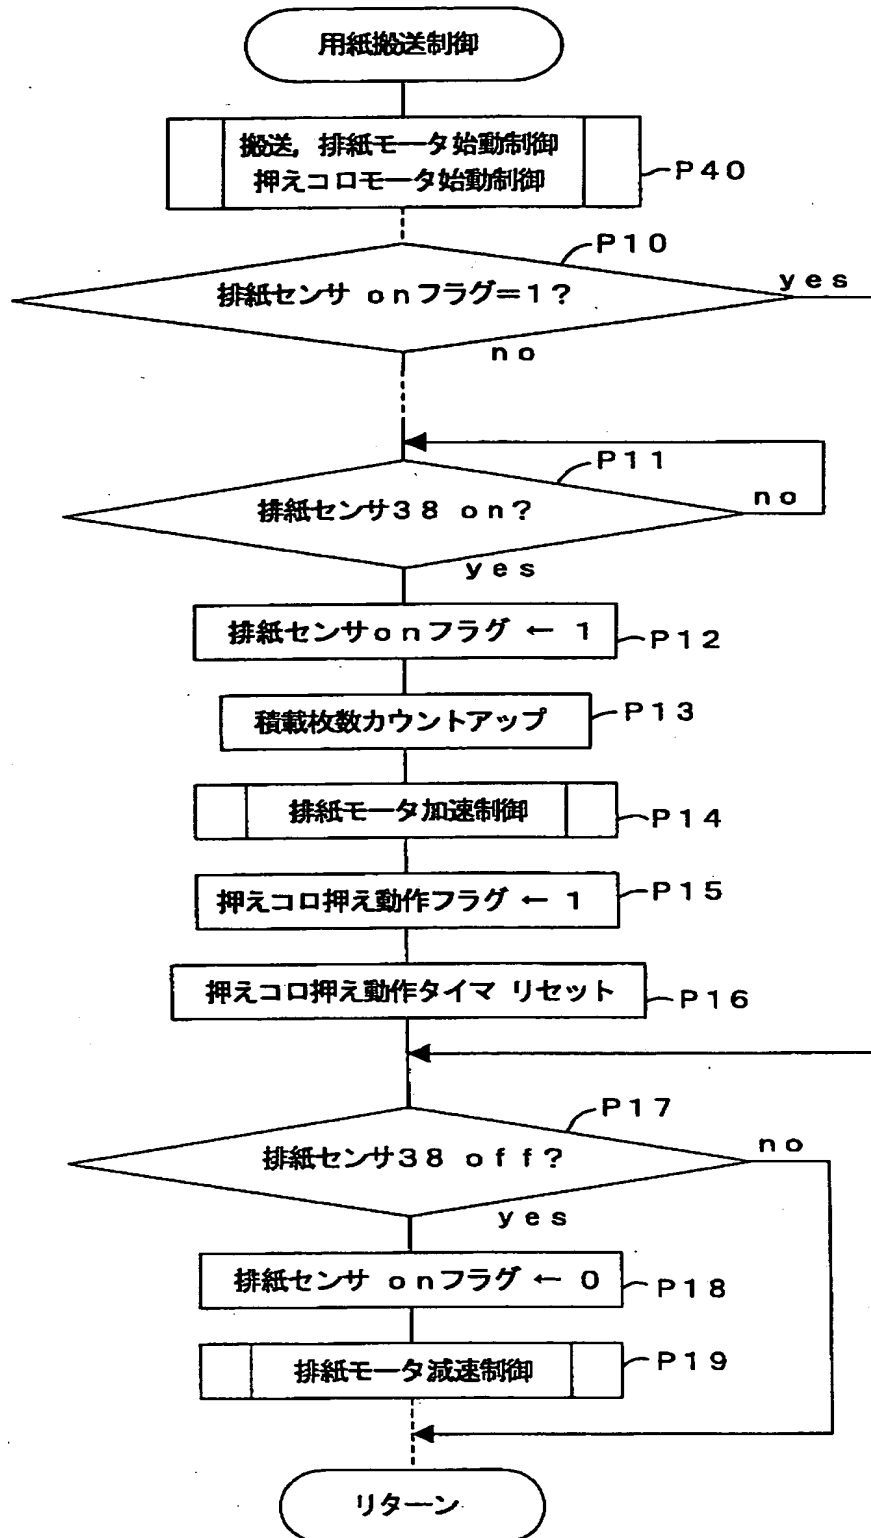 用紙搬送制御
搬送, 排紙モータ始動制御
押えコロモータ始動制御
P40
P10
排紙センサ onフラグ=1?
yes
no
P11
排紙センサ38 on?
no
yes
排紙センサonフラグ ← 1
P12
積載枚数カウントアップ
P13
排紙モータ加速制御
P14
押えコロ押え動作フラグ ← 1
P15
押えコロ押え動作タイマ リセット
P16
P17
排紙センサ38 off?
no
yes
排紙センサ onフラグ ← 0
P18
排紙モータ減速制御
P19
リターン